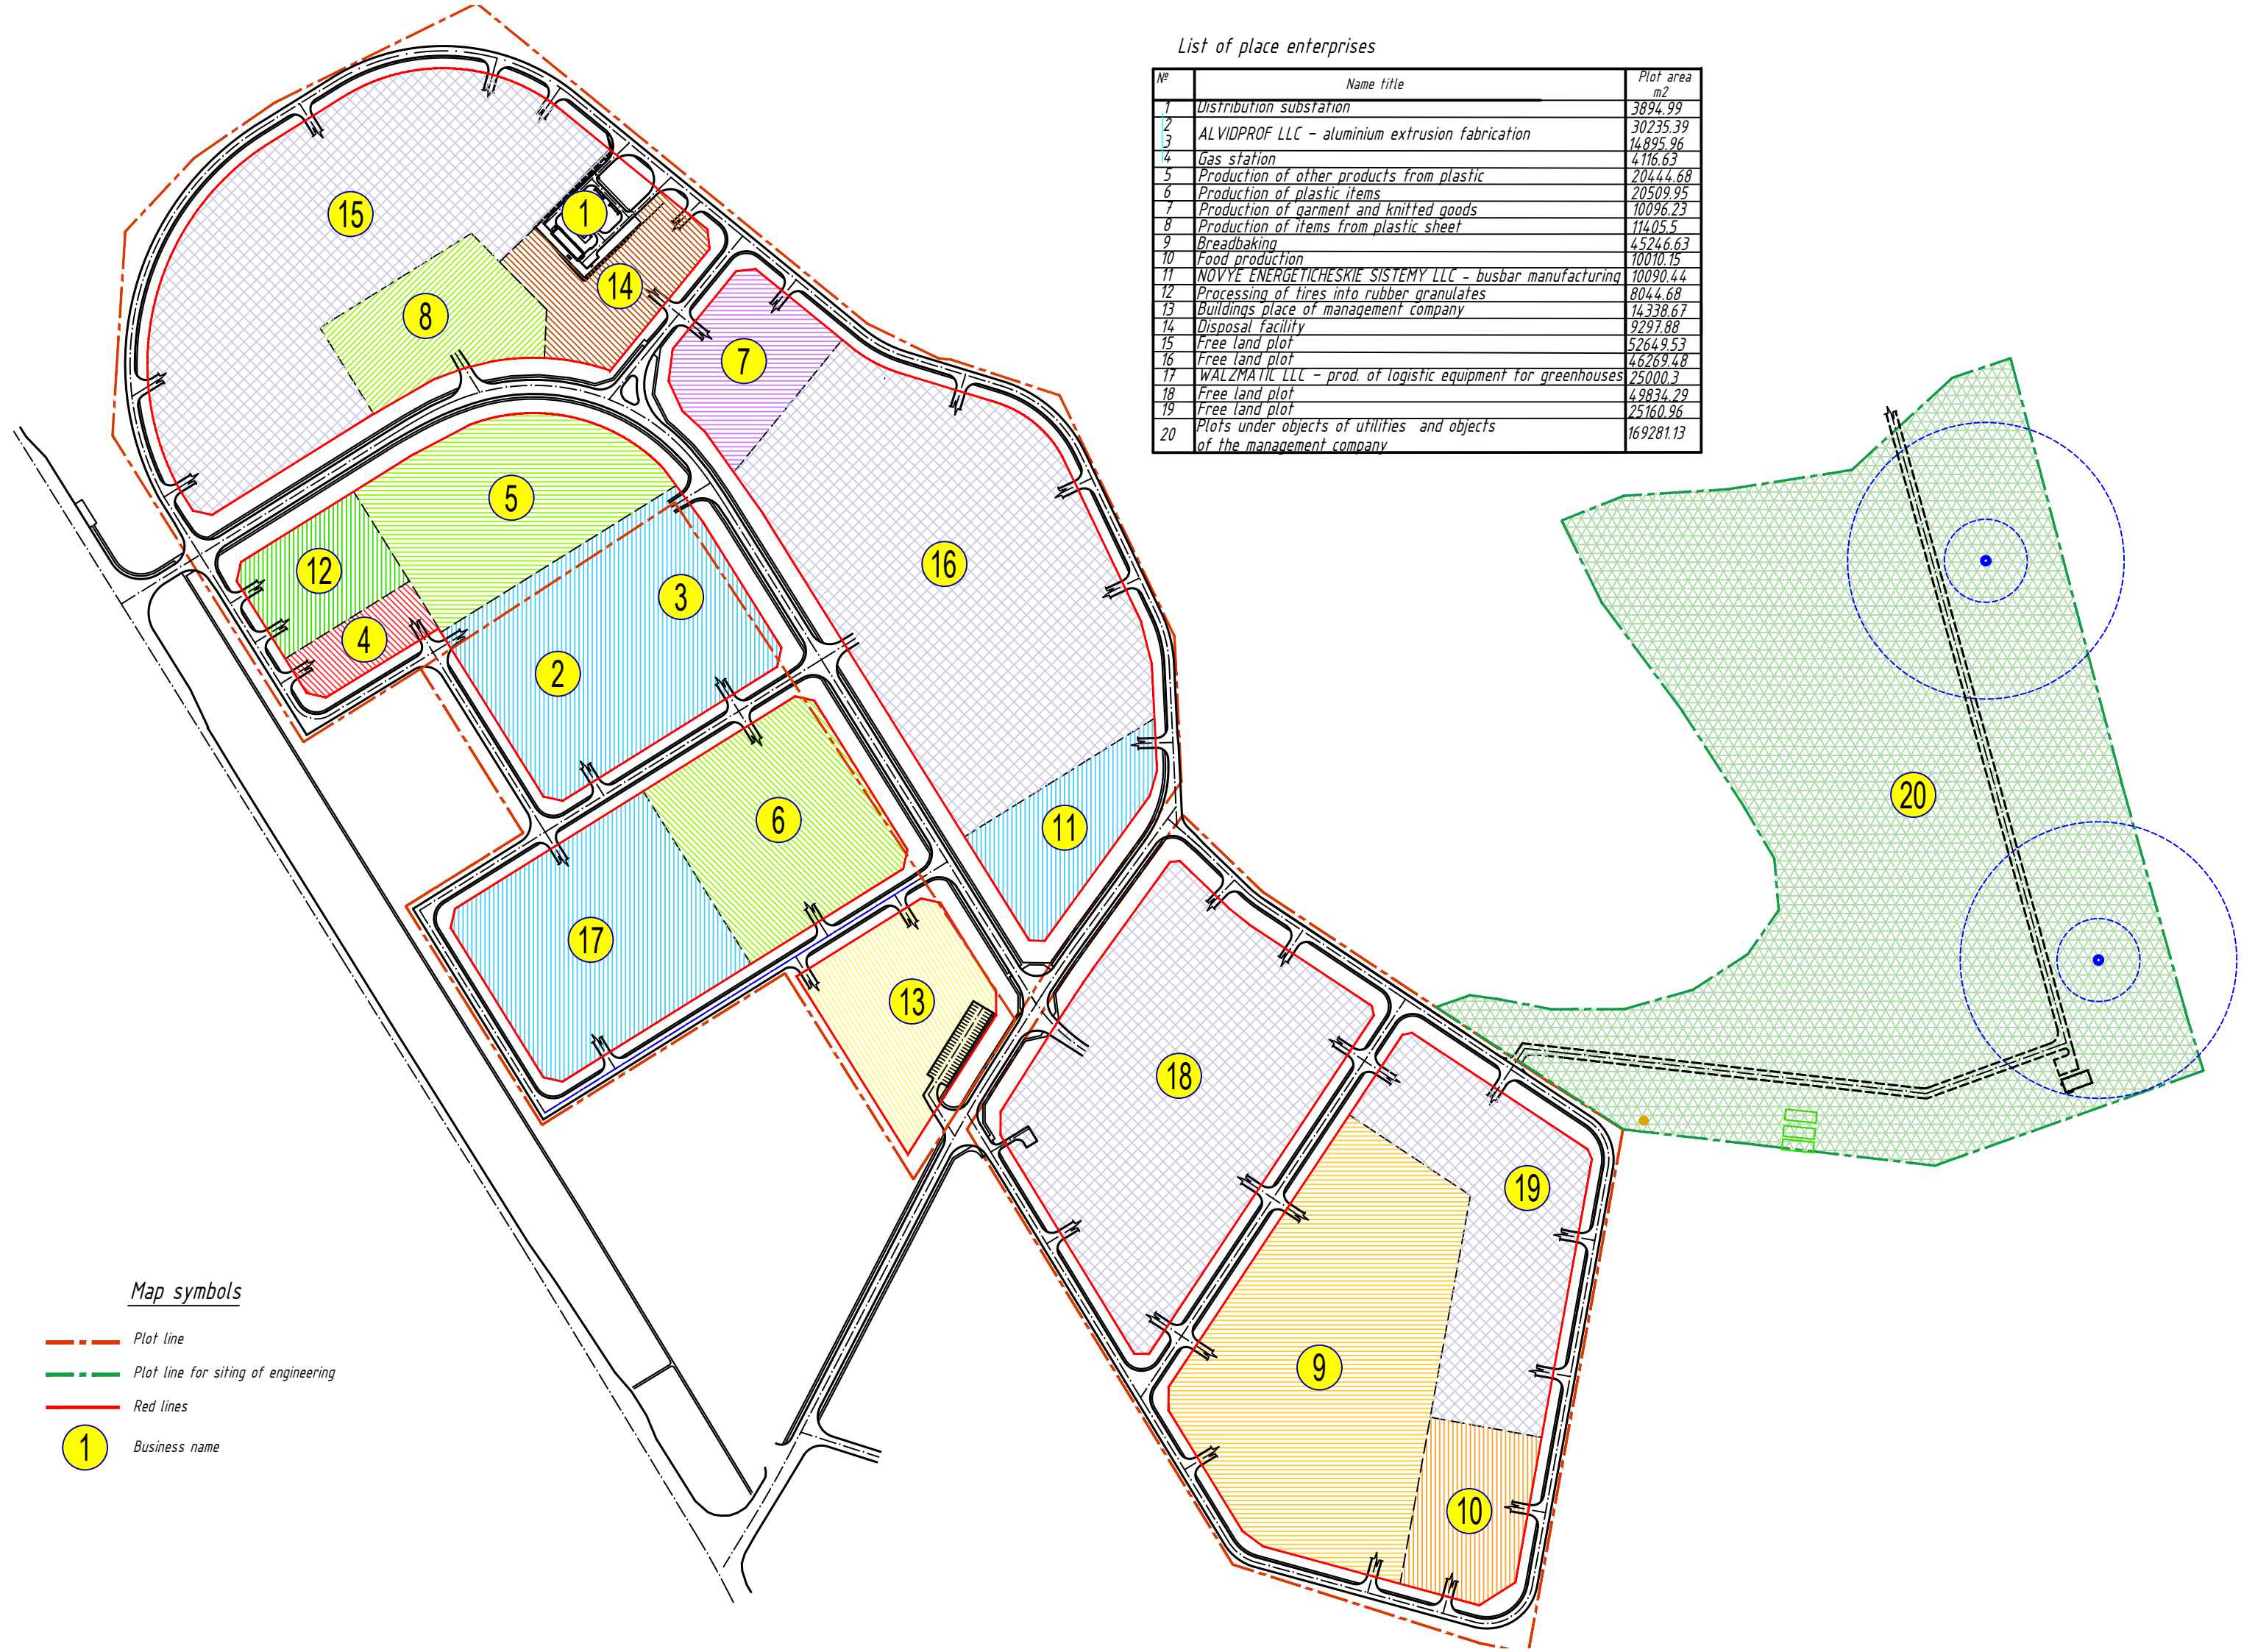 List of place enterprises
№ Name title Plot area m2
1 Distribution substation 3894.99
2 ALVIDPROF LLC – aluminium extrusion fabrication 30235.39
3 14895.96
4 Gas station 4116.63
5 Production of other products from plastic 20444.68
6 Production of plastic items 20509.95
7 Production of garment and knitted goods 10096.23
8 Production of items from plastic sheet 11405.5
9 Breadbaking 45246.63
10 Food production 10010.15
11 NOVYE ENERGETICHESKIE SISTEMY LLC – busbar manufacturing 10090.44
12 Processing of tires into rubber granulates 8044.68
13 Buildings place of management company 14338.67
14 Disposal facility 9297.88
15 Free land plot 52649.53
16 Free land plot 46269.48
17 WALZMATIC LLC – prod. of logistic equipment for greenhouses 25000.3
18 Free land plot 49834.29
19 Free land plot 25160.96
20 Plots under objects of utilities and objects
of the management company 169281.13
15
1
14
8
7
5
12
16
3
4
2
20
6
11
17
13
18
19
9
10
Map symbols
Plot line
Plot line for siting of engineering
Red lines
1 Business name